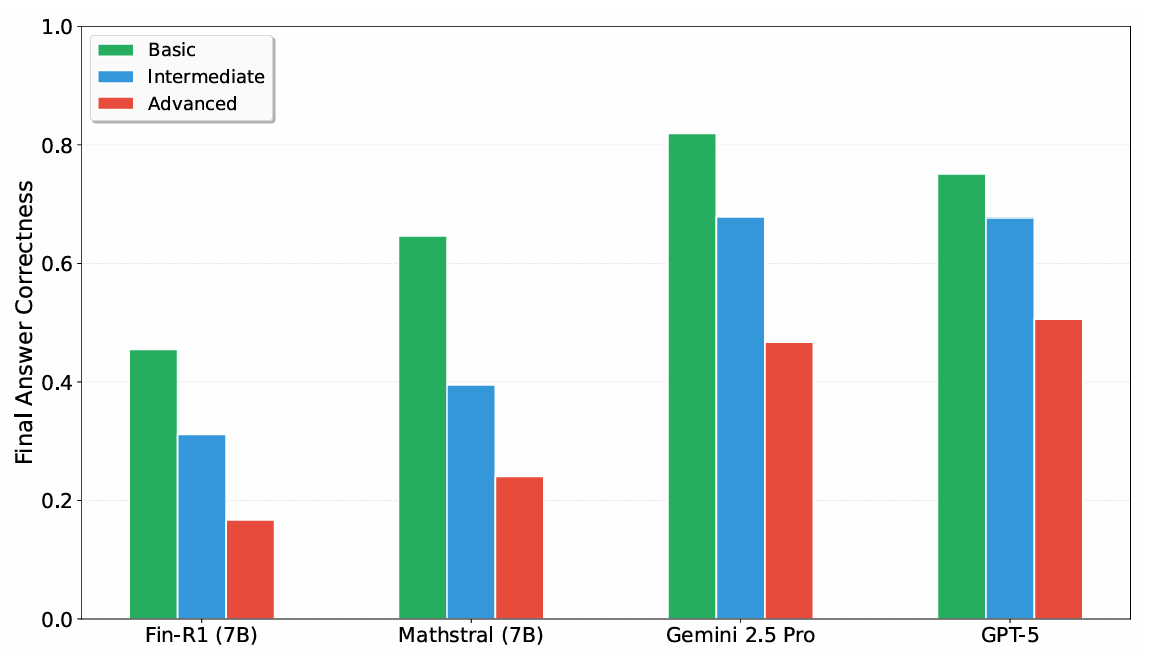 1.0
Basic
Intermediate
Advanced
0.8
0.6
0.4
0.2
0.0
Final Answer Correctness
Fin-R1 (7B) Mathstral (7B) Gemini 2.5 Pro GPT-5